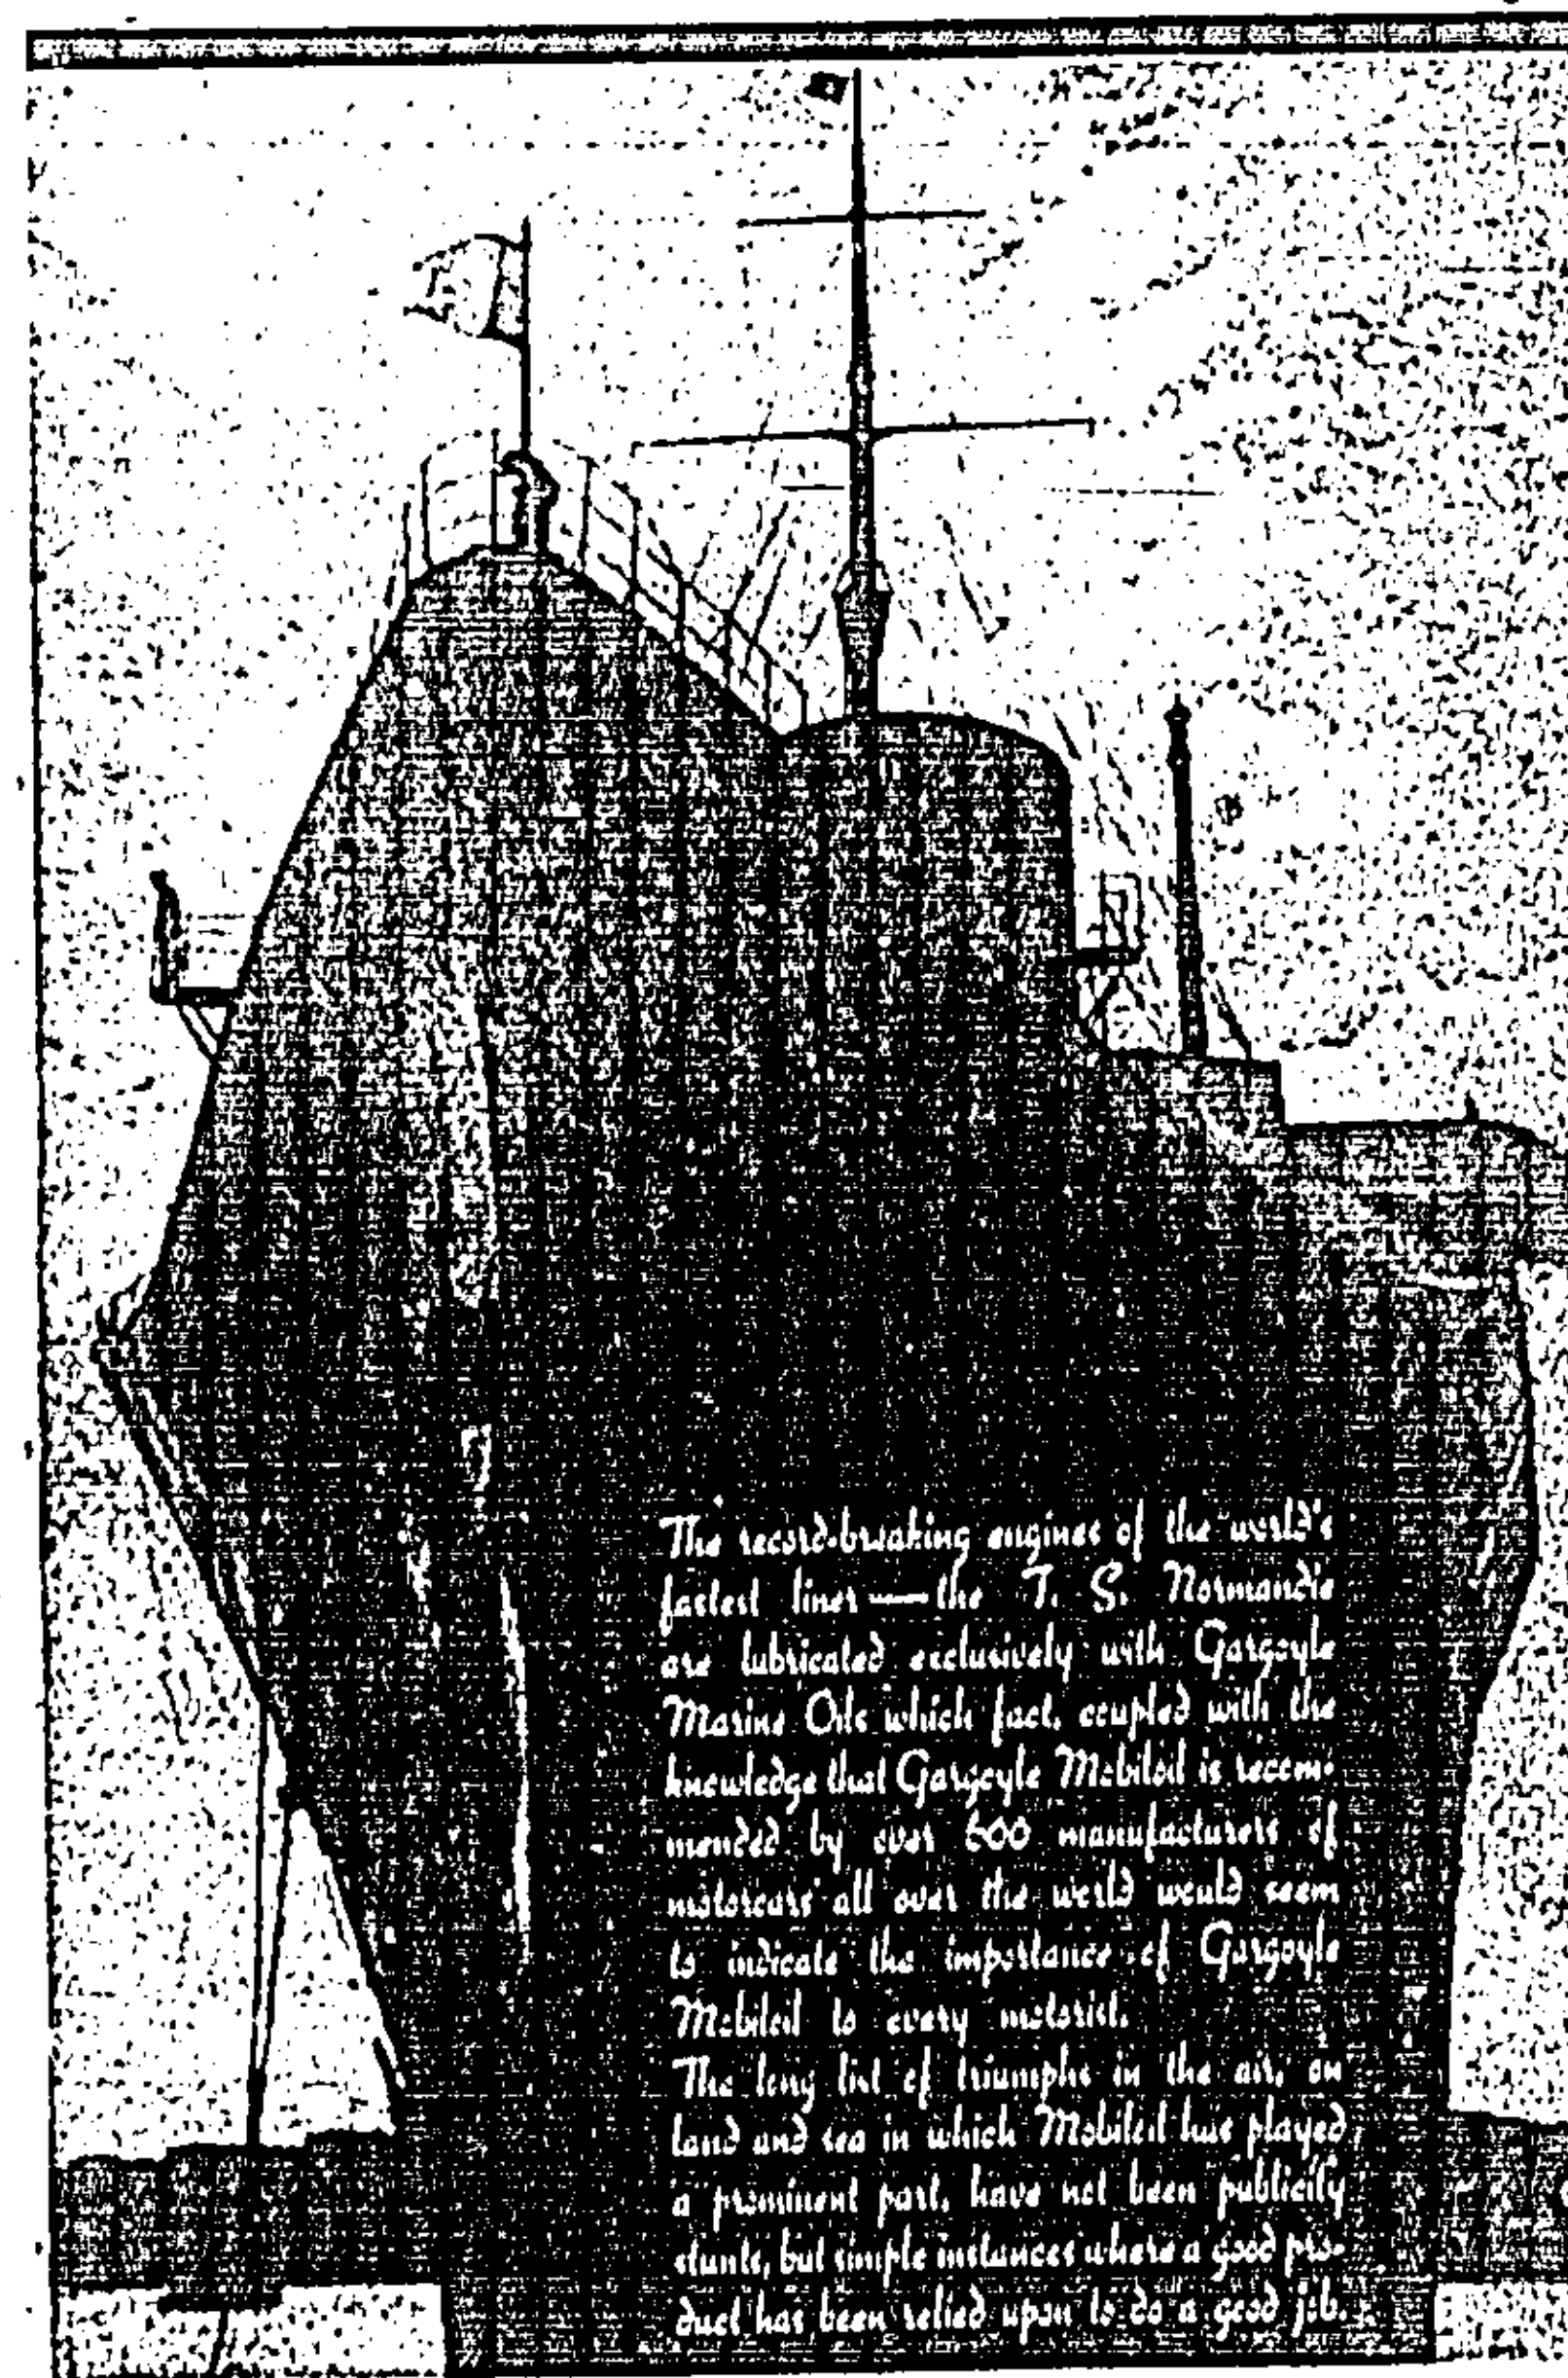 The record-breaking engines of the world's
fastest liner — the T. S. Normandie
are lubricated exclusively with Gargoyle
Marine Oils which fact, coupled with the
knowledge that Gargoyle Mobiloil is recom-
mended by over 600 manufacturers of
motorcars all over the world would seem
to indicate the importance of Gargoyle
Mobiloil to every motorist.
The long list of triumphs in the air, on
land and sea in which Mobiloil has played
a prominent part, have not been publicity
stunts, but simple instances where a good pro-
duct has been relied upon to do a good job.